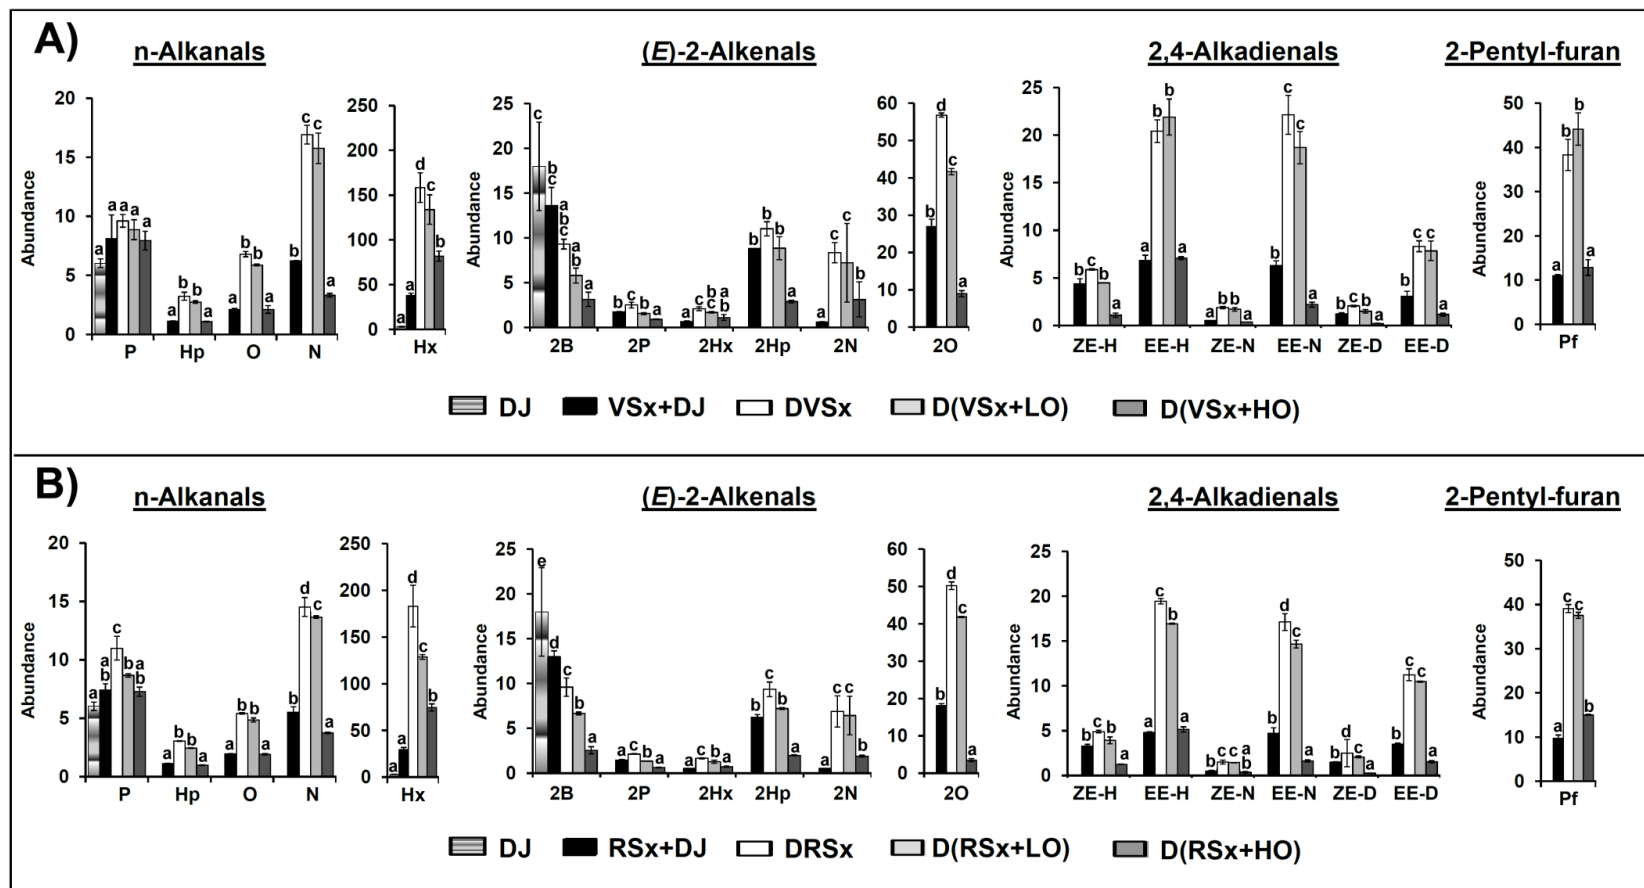 A)
n-Alkanals
(E)-2-Alkenals
2,4-Alkadienals
2-Pentyl-furan
Abundance
20
15
10
5
0
a a a a a
b b
a a
b b
a a
c c
b a
P Hp O N
250
200
150
100
50
0
a a d c b
Hx
Abundance
25
20
15
10
5
0
c
b c
a b c
a b
a
b c b a
a c b c a b
b b b a
a c c b
2B 2P 2Hx 2Hp 2N
60
50
40
30
20
10
0
b d c a
2O
Abundance
25
20
15
10
5
0
b c b a
a b b a
a b b a
b c c a
b c b a
b c c a
ZE-H EE-H ZE-N EE-N ZE-D EE-D
Abundance
50
40
30
20
10
0
a b b a
Pf
DJ VSx+DJ DVSx D(VSx+LO) D(VSx+HO)
B)
n-Alkanals
(E)-2-Alkenals
2,4-Alkadienals
2-Pentyl-furan
Abundance
20
15
10
5
0
a
a b
c
b
a b
a b b a
a b b a
b d c a
P Hp O N
250
200
150
100
50
0
a a d c b
Hx
Abundance
25
20
15
10
5
0
e d c b a
b c b a
a c b a
b c b a
a c c b
2B 2P 2Hx 2Hp 2N
60
50
40
30
20
10
0
b d c a
2O
Abundance
25
20
15
10
5
0
b c b a
a c b a
b c c a b
b d c a
b d c a
b c c a
ZE-H EE-H ZE-N EE-N ZE-D EE-D
Abundance
50
40
30
20
10
0
a c c b
Pf
DJ RSx+DJ DRSx D(RSx+LO) D(RSx+HO)